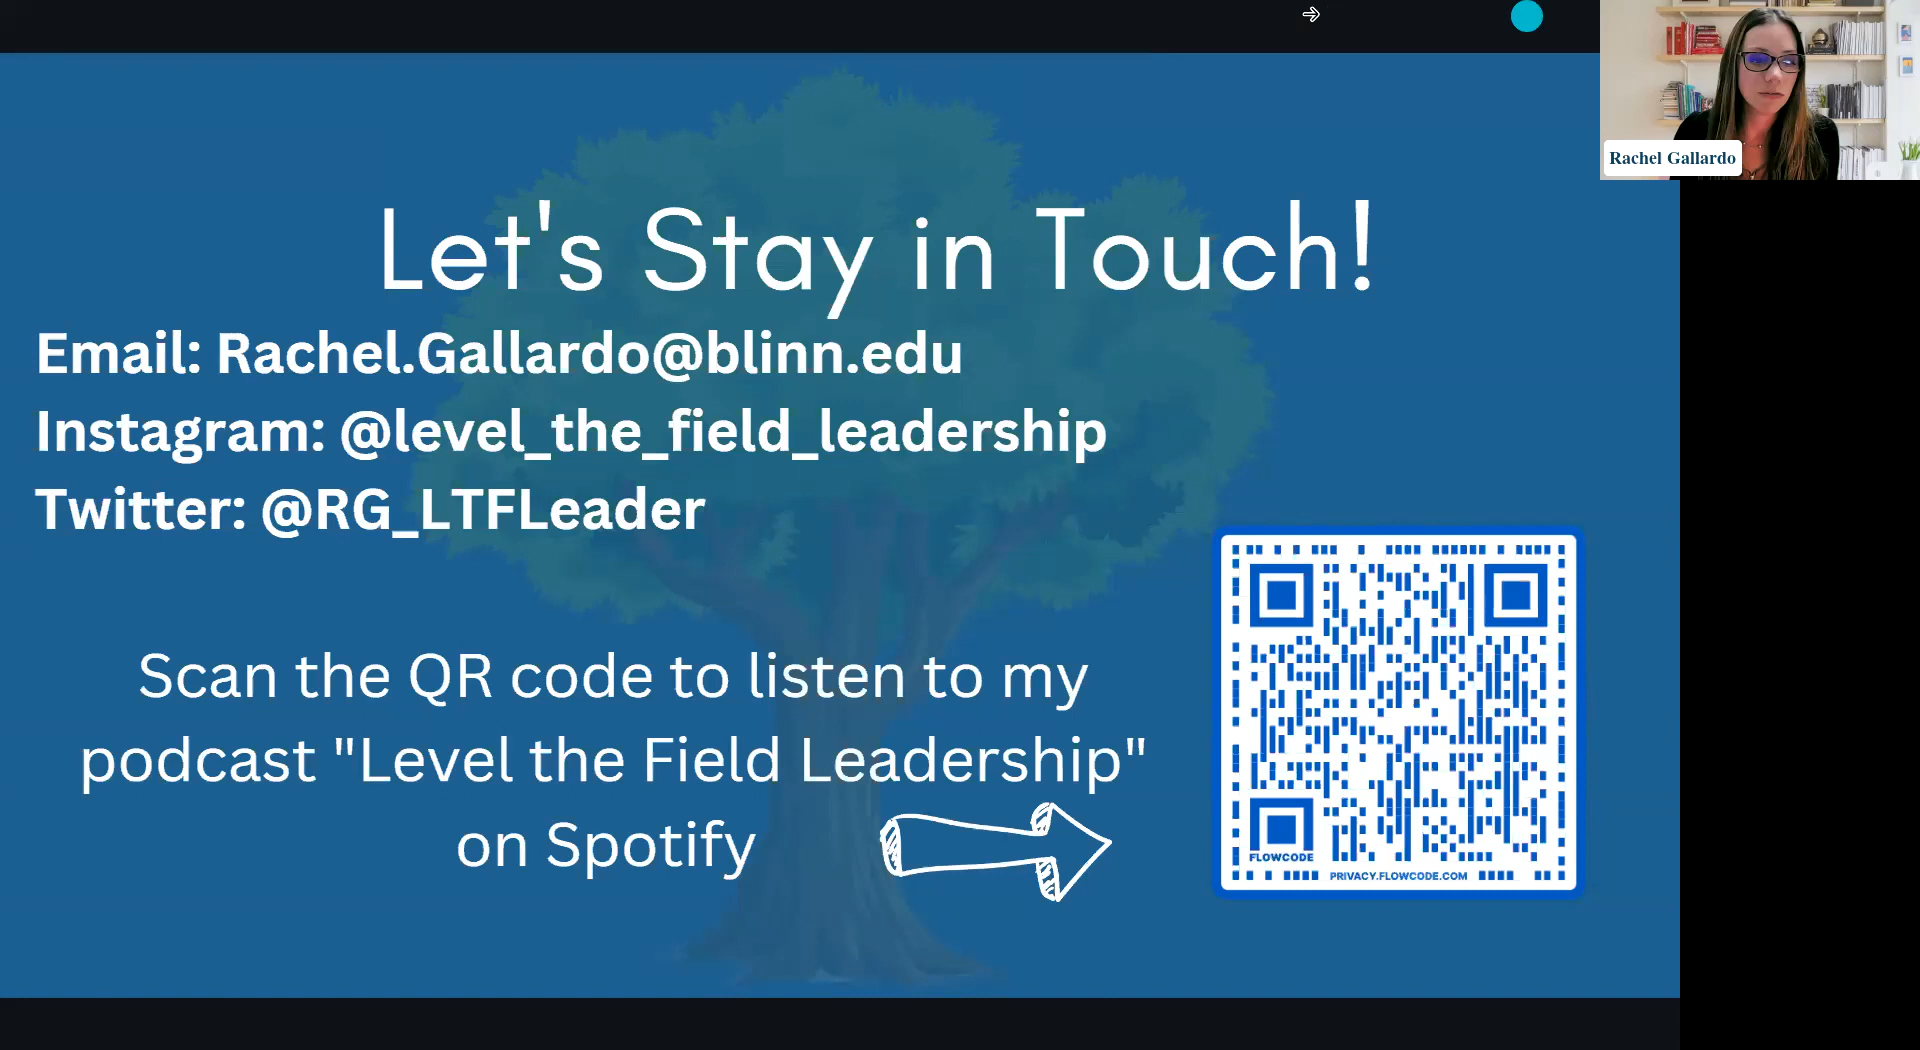 Rachel Gallardo
Let's Stay in Touch!
Email: Rachel.Gallardo@blinn.edu
Instagram: @level_the_field_leadership
Twitter: @RG_LTFLeader
Scan the QR code to listen to my
podcast "Level the Field Leadership"
on Spotify
FLOWCODE
PRIVACY.FLOWCODE.COM